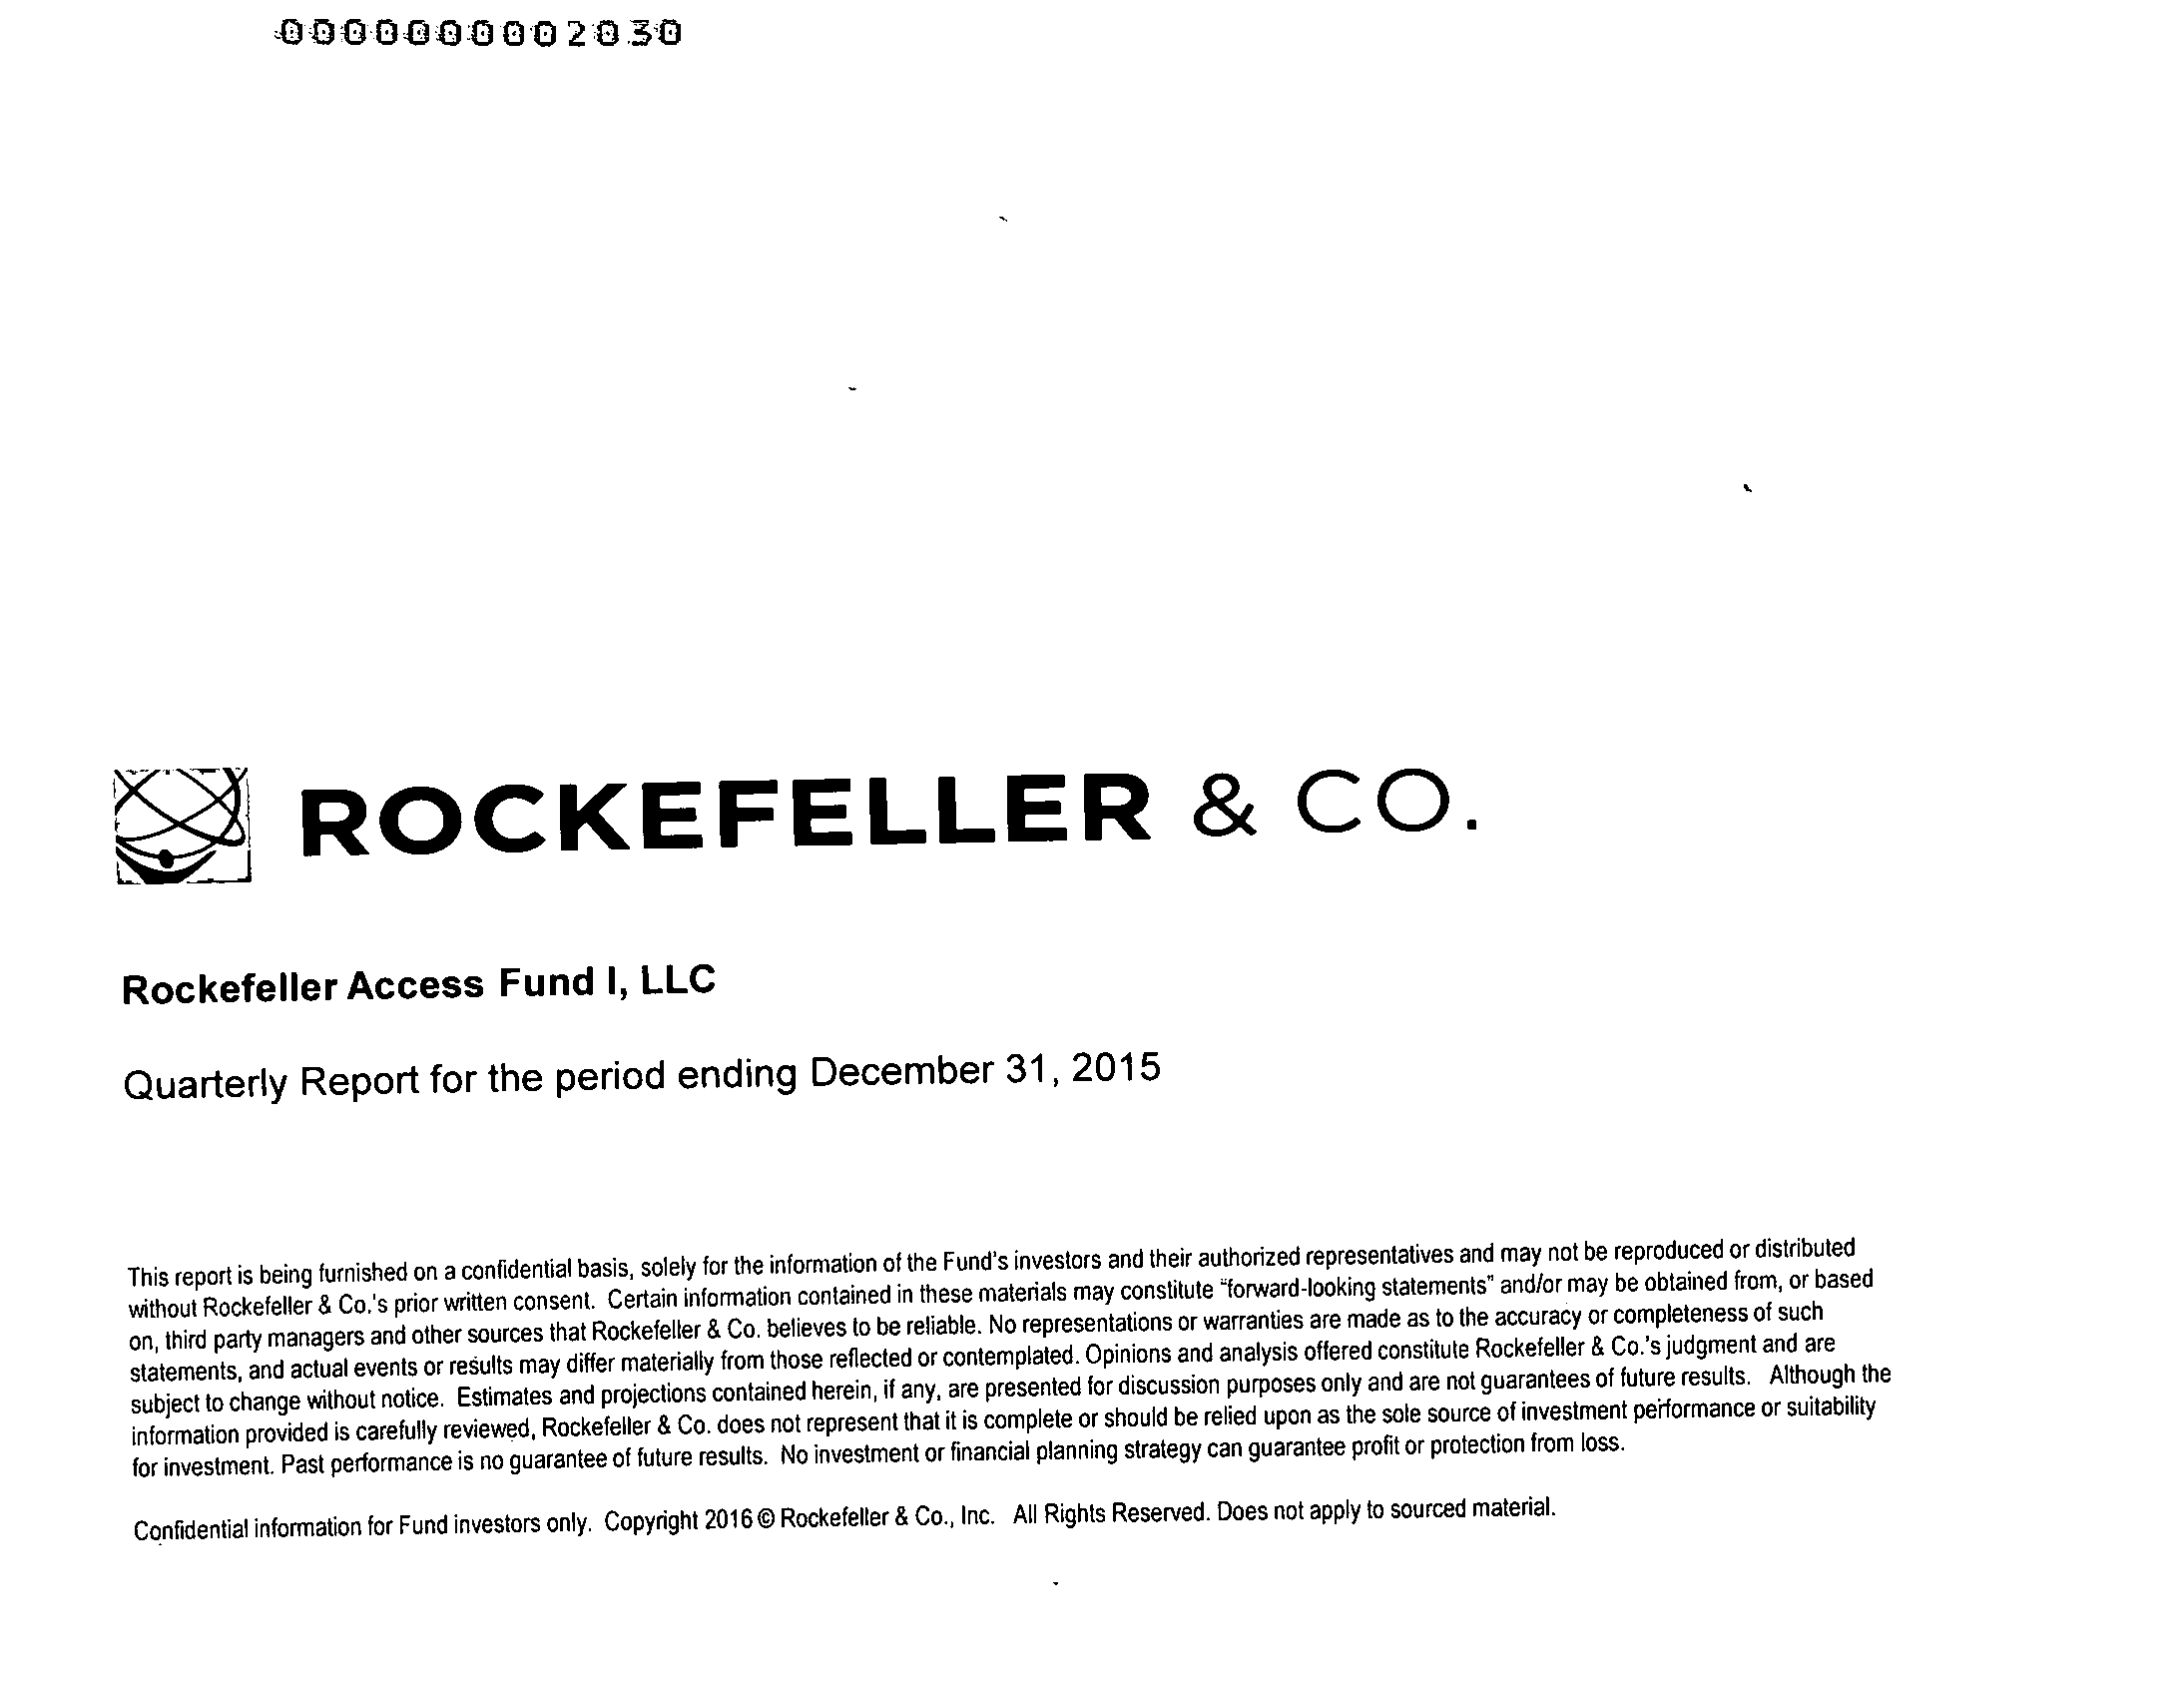 0000000002030
ROCKEFELLER & CO.
Rockefeller Access Fund I, LLC
Quarterly Report for the period ending December 31, 2015
This report is being furnished on a confidential basis, solely for the information of the Fund's investors and their authorized representatives and may not be reproduced or distributed
without Rockefeller & Co.'s prior written consent.  Certain information contained in these materials may constitute "forward-looking statements" and/or may be obtained from, or based
on, third party managers and other sources that Rockefeller & Co. believes to be reliable. No representations or warranties are made as to the accuracy or completeness of such
statements, and actual events or results may differ materially from those reflected or contemplated. Opinions and analysis offered constitute Rockefeller & Co.'s judgment and are
subject to change without notice.  Estimates and projections contained herein, if any, are presented for discussion purposes only and are not guarantees of future results.   Although the
information provided is carefully reviewed, Rockefeller & Co. does not represent that it is complete or should be relied upon as the sole source of investment performance or suitability
for investment. Past performance is no guarantee of future results.  No investment or financial planning strategy can guarantee profit or protection from loss.
Confidential information for Fund investors only.  Copyright 2016 © Rockefeller & Co., Inc.   All Rights Reserved. Does not apply to sourced material.